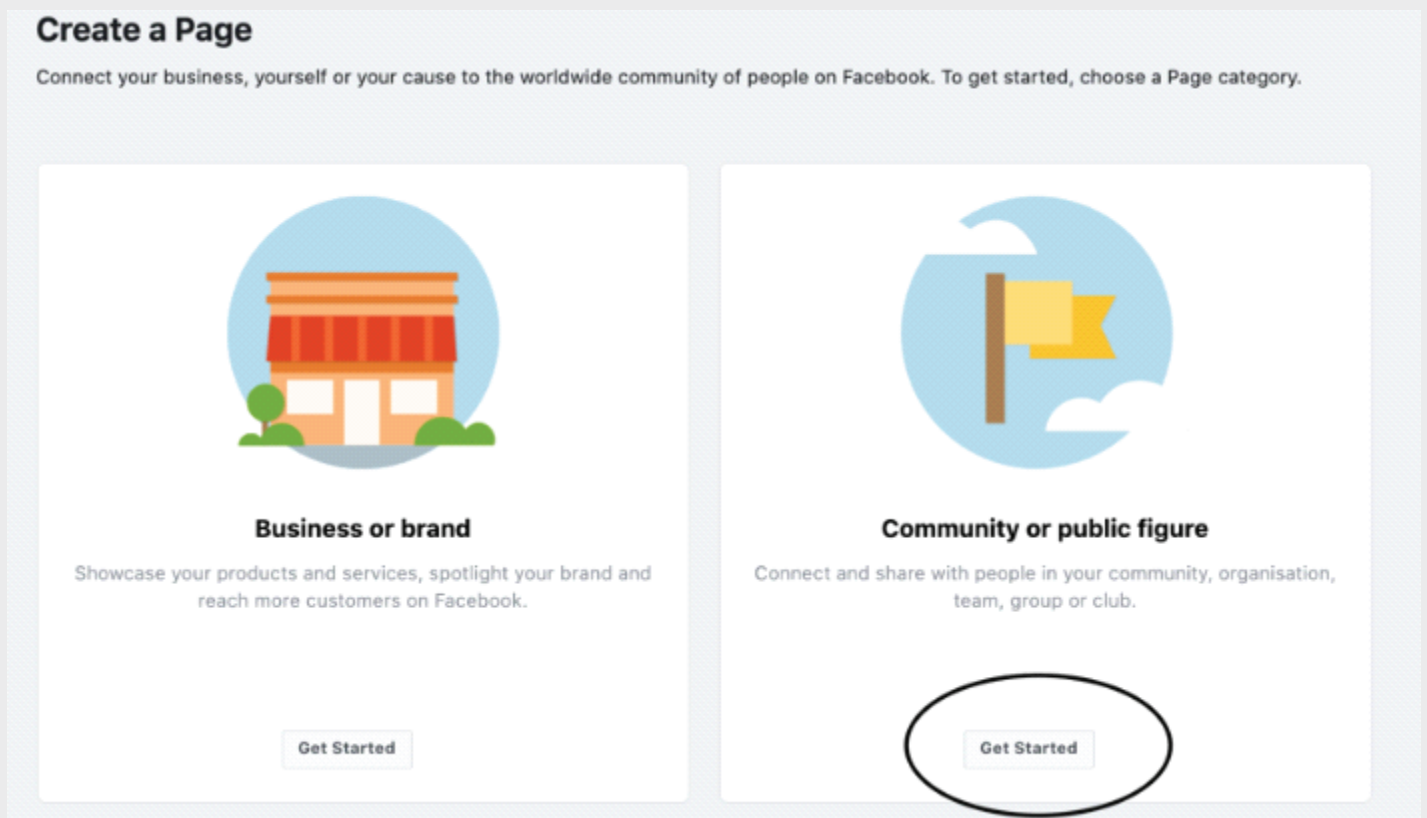 Create a Page
Connect your business, yourself or your cause to the worldwide community of people on Facebook. To get started, choose a Page category.
Business or brand
Showcase your products and services, spotlight your brand and
reach more customers on Facebook.
Get Started
Community or public figure
Connect and share with people in your community, organisation,
team, group or club.
Get Started